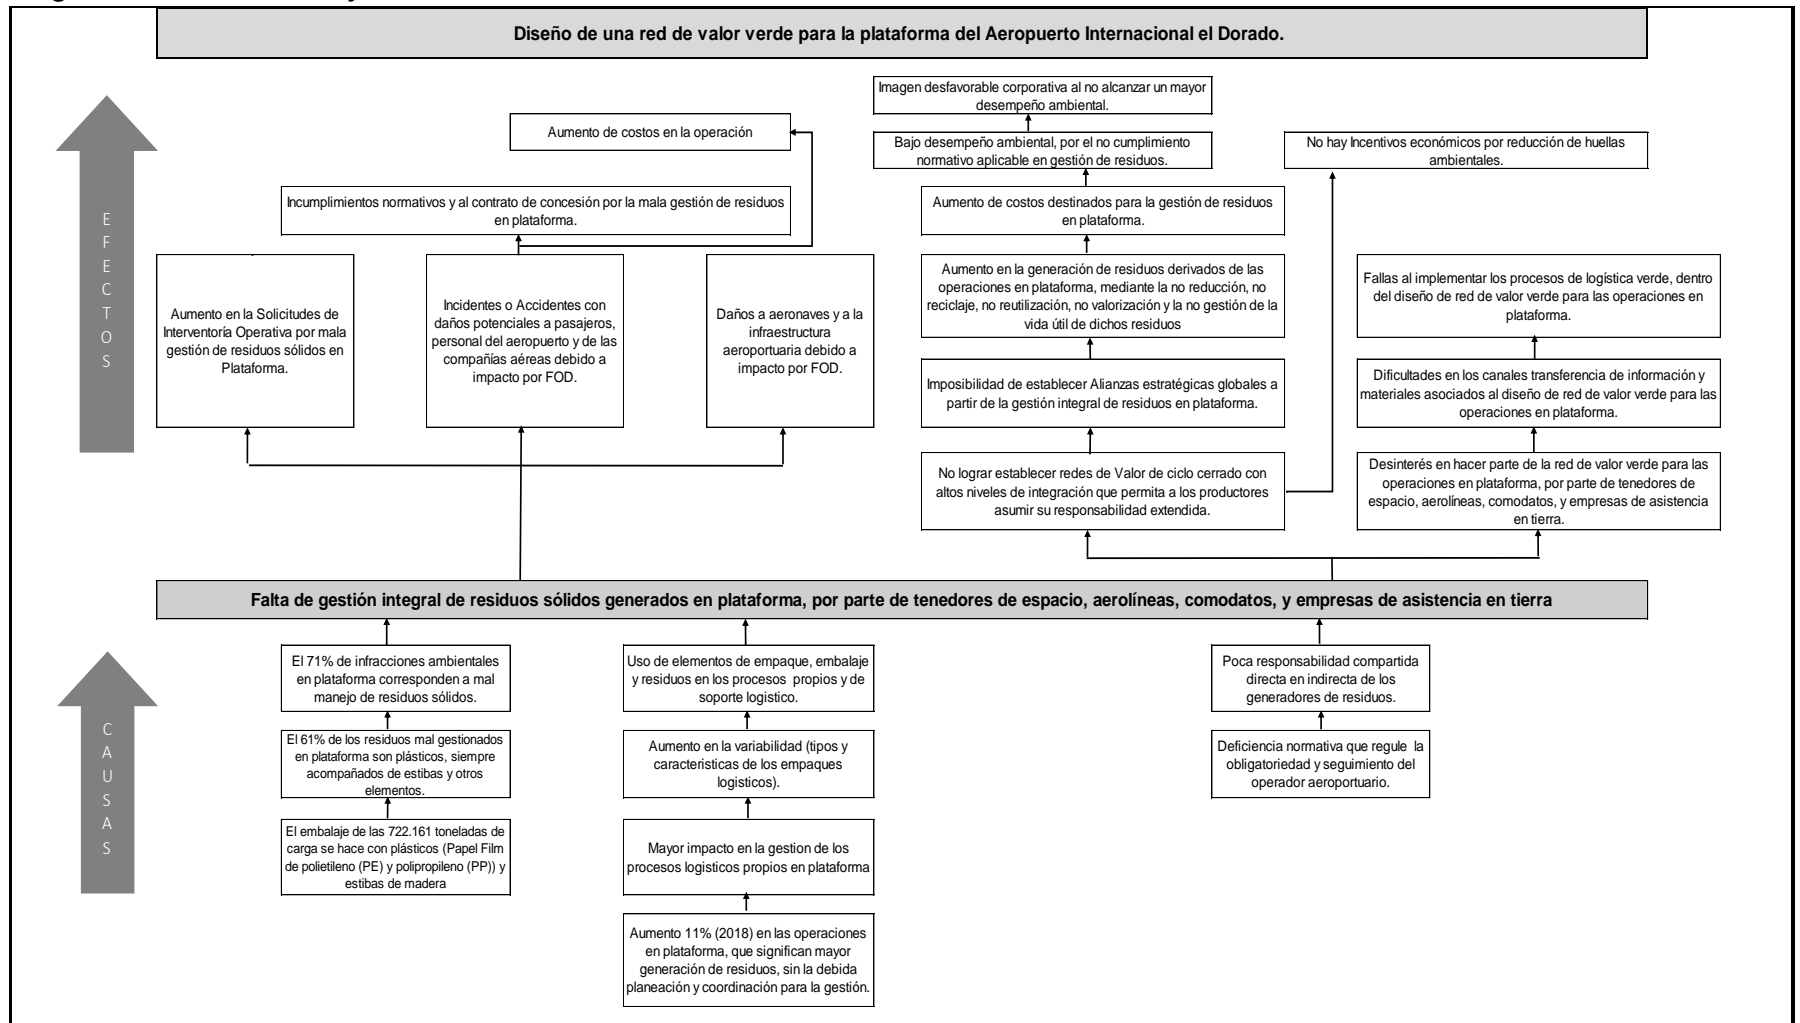 Diseño de una red de valor verde para la plataforma del Aeropuerto Internacional el Dorado.
EFECTOS
Imagen desfavorable corporativa al no alcanzar un mayor
desempeño ambiental.
Aumento de costos en la operación
Bajo desempeño ambiental, por el no cumplimiento
normativo aplicable en gestión de residuos.
No hay Incentivos económicos por reducción de huellas
ambientales.
Incumplimientos normativos y al contrato de concesión por la mala gestión de residuos
en plataforma.
Aumento de costos destinados para la gestión de residuos
en plataforma.
Aumento en la Solicitudes de
Interventoría Operativa por mala
gestión de residuos sólidos en
Plataforma.
Incidentes o Accidentes con
daños potenciales a pasajeros,
personal del aeropuerto y de las
compañías aéreas debido a
impacto por FOD.
Daños a aeronaves y a la
infraestructura
aeroportuaria debido a
impacto por FOD.
Aumento en la generación de residuos derivados de las
operaciones en plataforma, mediante la no reducción, no
reciclaje, no reutilización, no valorización y la no gestión de la
vida útil de dichos residuos
Fallas al implementar los procesos de logística verde, dentro
del diseño de red de valor verde para las operaciones en
plataforma.
Imposibilidad de establecer Alianzas estratégicas globales a
partir de la gestión integral de residuos en plataforma.
Dificultades en los canales transferencia de información y
materiales asociados al diseño de red de valor verde para las
operaciones en plataforma.
No lograr establecer redes de Valor de ciclo cerrado con
altos niveles de integración que permita a los productores
asumir su responsabilidad extendida.
Desinterés en hacer parte de la red de valor verde para las
operaciones en plataforma, por parte de tenedores de
espacio, aerolíneas, comodatos, y empresas de asistencia
en tierra.
Falta de gestión integral de residuos sólidos generados en plataforma, por parte de tenedores de espacio, aerolíneas, comodatos, y empresas de asistencia en tierra
CAUSAS
El 71% de infracciones ambientales
en plataforma corresponden a mal
manejo de residuos sólidos.
Uso de elementos de empaque, embalaje
y residuos en los procesos propios y de
soporte logistico.
Poca responsabilidad compartida
directa en indirecta de los
generadores de residuos.
El 61% de los residuos mal gestionados
en plataforma son plásticos, siempre
acompañados de estibas y otros
elementos.
Aumento en la variabilidad (tipos y
caracteristicas de los empaques
logisticos).
Deficiencia normativa que regule la
obligatoriedad y seguimiento del
operador aeroportuario.
El embalaje de las 722.161 toneladas de
carga se hace con plásticos (Papel Film
de polietileno (PE) y polipropileno (PP)) y
estibas de madera
Mayor impacto en la gestion de los
procesos logisticos propios en plataforma
Aumento 11% (2018) en las operaciones
en plataforma, que significan mayor
generación de residuos, sin la debida
planeación y coordinación para la gestión.